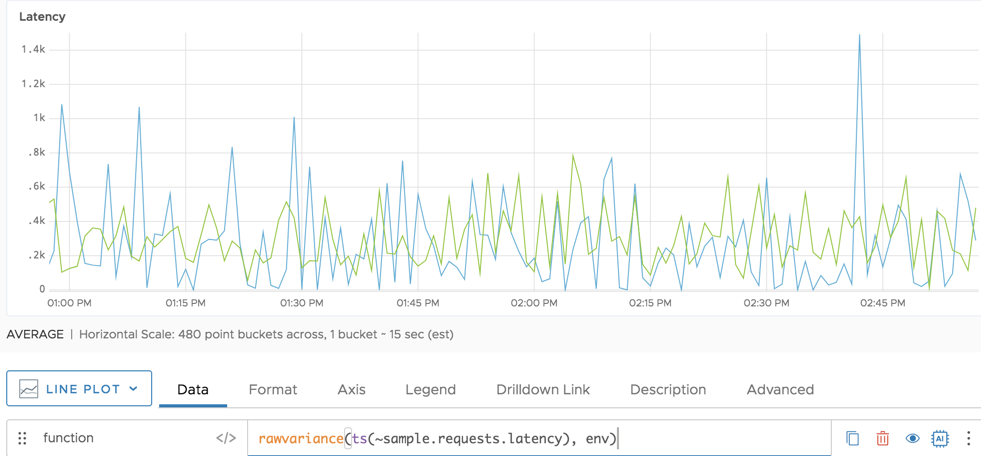 Latency
1.4k
1.2k
1k
.8k
.6k
.4k
.2k
0
01:00 PM 01:15 PM 01:30 PM 01:45 PM 02:00 PM 02:15 PM 02:30 PM 02:45 PM
AVERAGE | Horizontal Scale: 480 point buckets across, 1 bucket ~ 15 sec (est)
LINE PLOT Data Format Axis Legend Drilldown Link Description Advanced
function </> rawvariance(ts(~sample.requests.latency), env) AI